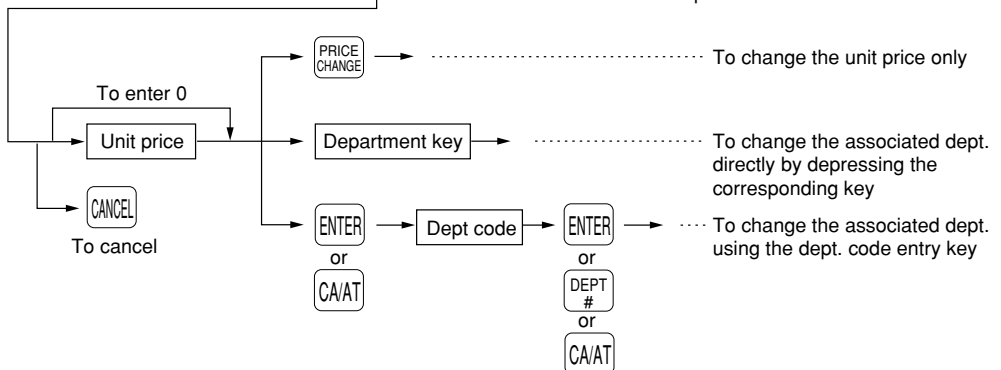 PRICE
CHANGE
To change the unit price only
To enter 0
Unit price
Department key
To change the associated dept.
directly by depressing the
corresponding key
CANCEL
To cancel
ENTER
or
CA/AT
Dept code
ENTER
or
DEPT
#
or
CA/AT
To change the associated dept.
using the dept. code entry key